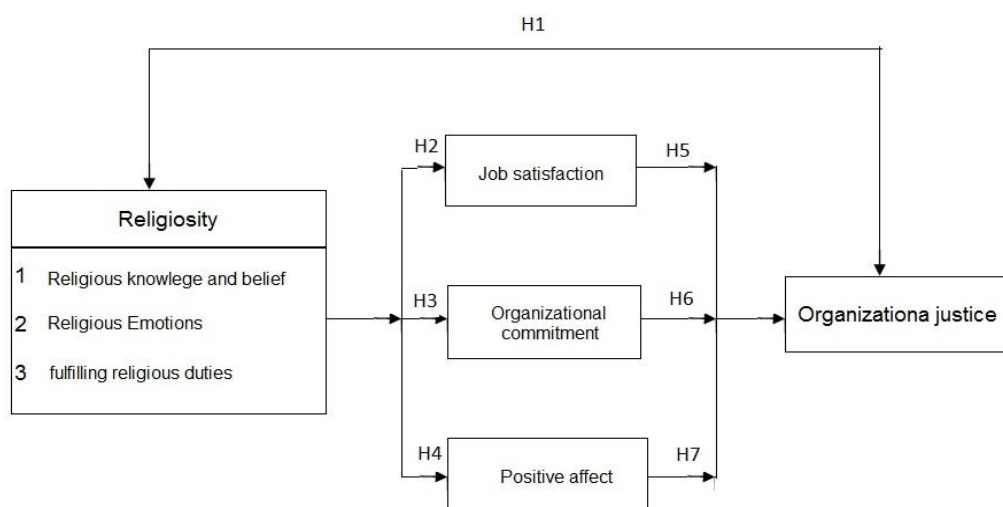 H1
H2
H5
Job satisfaction
Religiosity
1 Religious knowlege and belief
2 Religious Emotions
3 fulfilling religious duties
H3
H6
Organizational
commitment
Organizationa justice
H4
H7
Positive affect